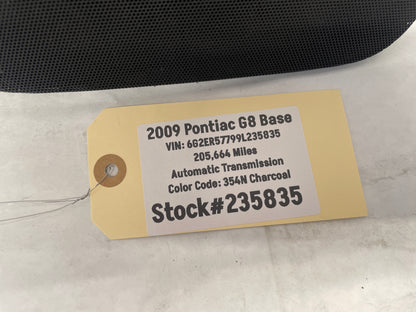 2009 Pontiac G8 Base
VIN: 6G2ER57799L235835
205,664 Miles
Automatic Transmission
Color Code: 354N Charcoal
Stock#235835